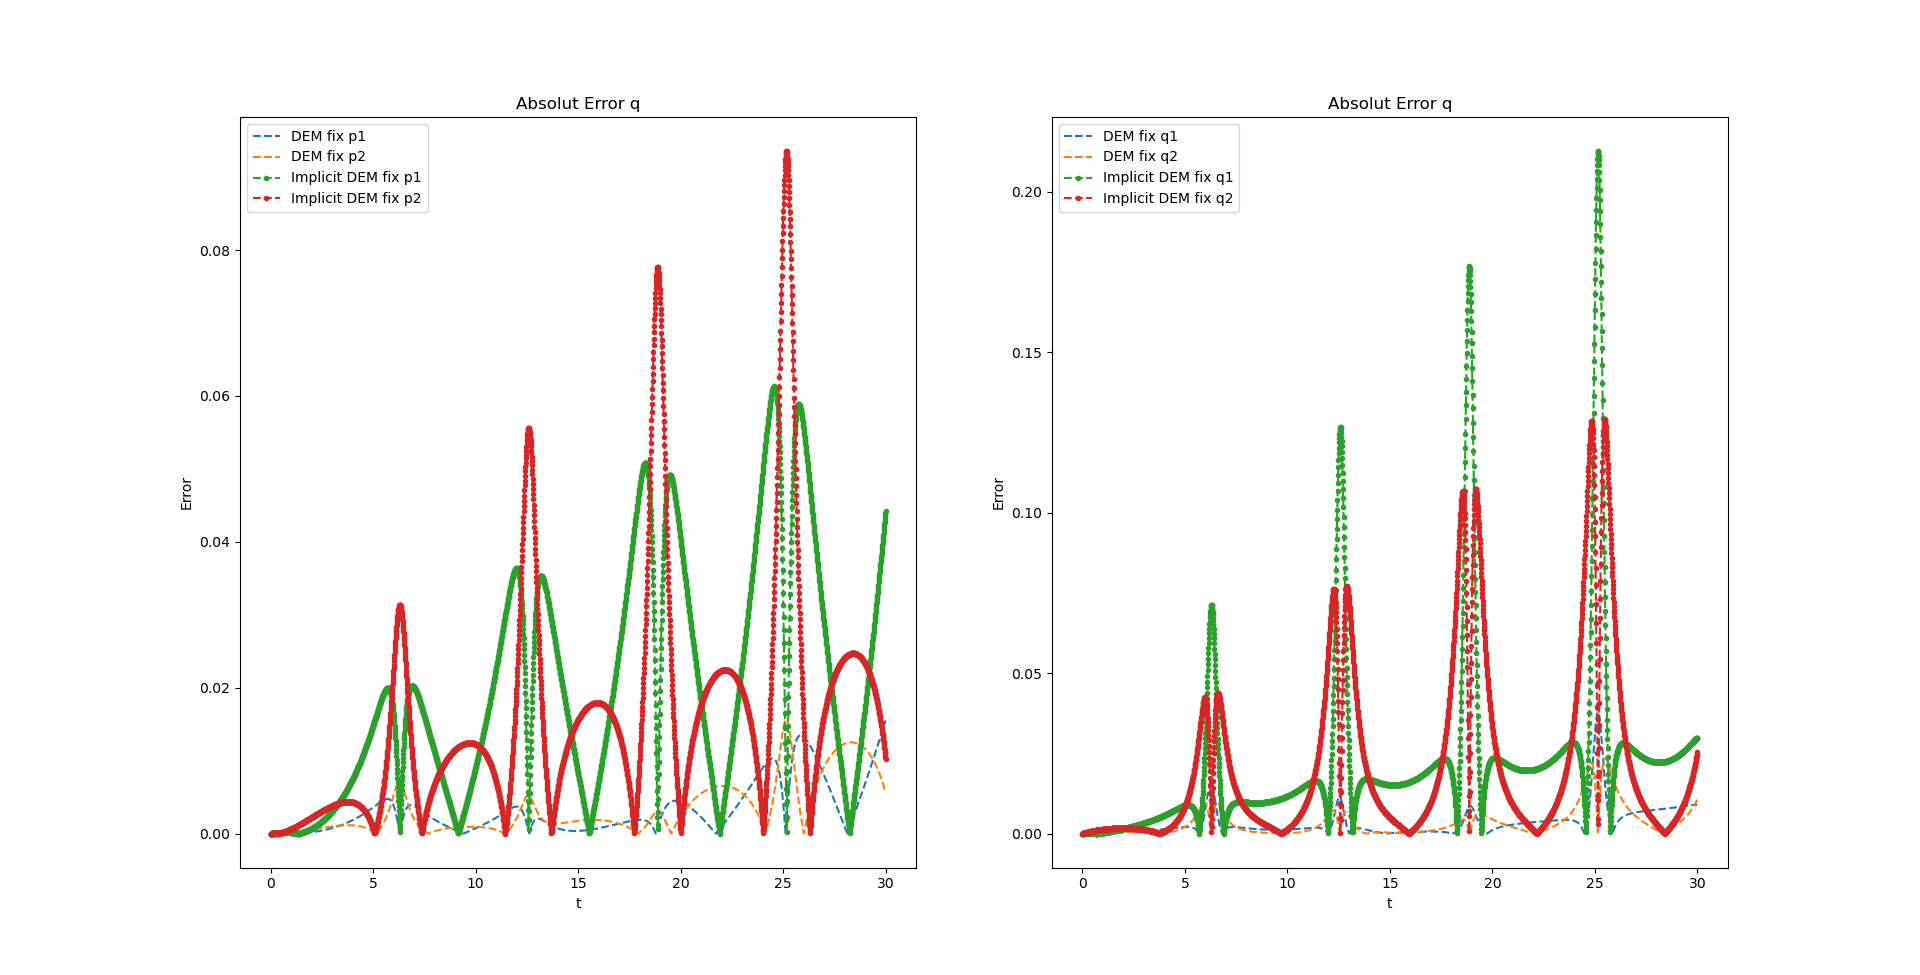 Absolut Error q
DEM fix p1
DEM fix p2
Implicit DEM fix p1
Implicit DEM fix p2
0.08
0.06
0.04
0.02
0.00
Error
0 5 10 15 20 25 30
t
Absolut Error q
DEM fix q1
DEM fix q2
Implicit DEM fix q1
Implicit DEM fix q2
0.20
0.15
0.10
0.05
0.00
Error
0 5 10 15 20 25 30
t